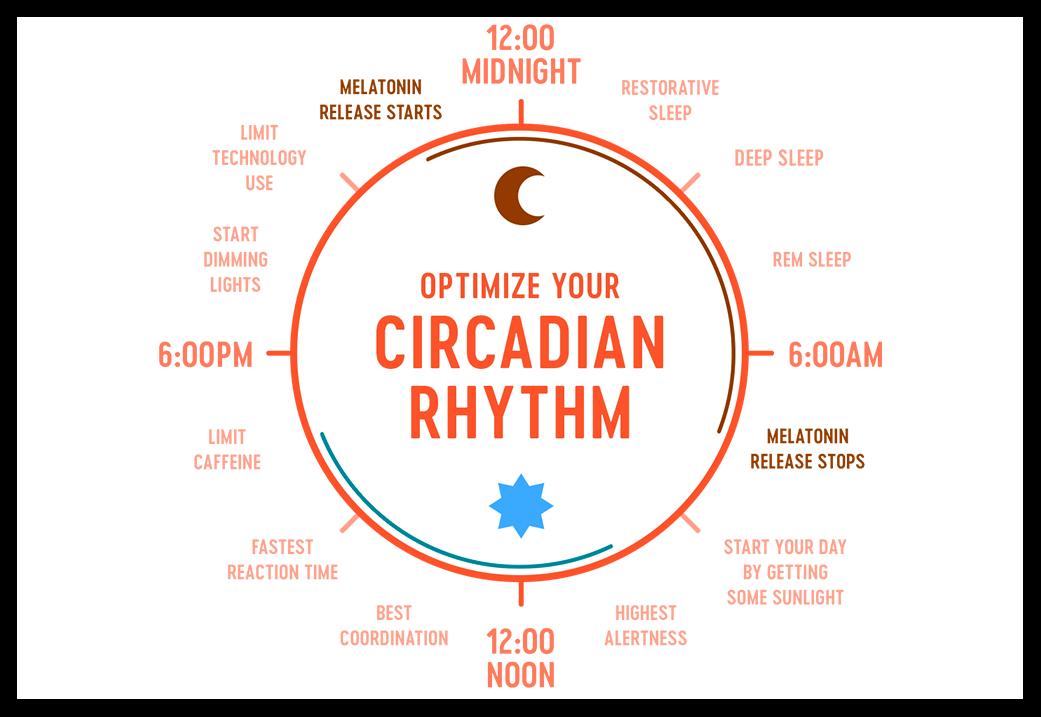 12:00
MIDNIGHT
RESTORATIVE
SLEEP
DEEP SLEEP
REM SLEEP
6:00AM
MELATONIN
RELEASE STOPS
START YOUR DAY
BY GETTING
SOME SUNLIGHT
HIGHEST
ALERTNESS
12:00
NOON
BEST
COORDINATION
FASTEST
REACTION TIME
LIMIT
CAFFEINE
6:00PM
START
DIMMING
LIGHTS
LIMIT
TECHNOLOGY
USE
MELATONIN
RELEASE STARTS
OPTIMIZE YOUR
CIRCADIAN
RHYTHM